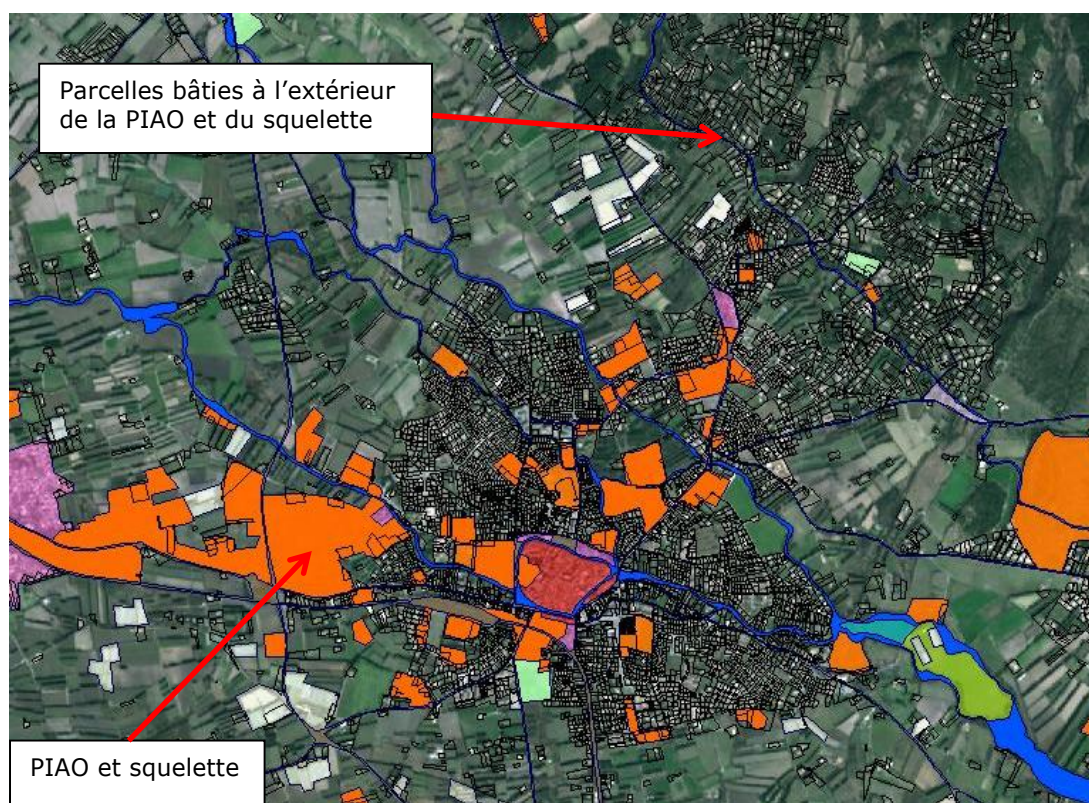 Parcelles bâties à l’extérieur
de la PIAO et du squelette
PIAO et squelette